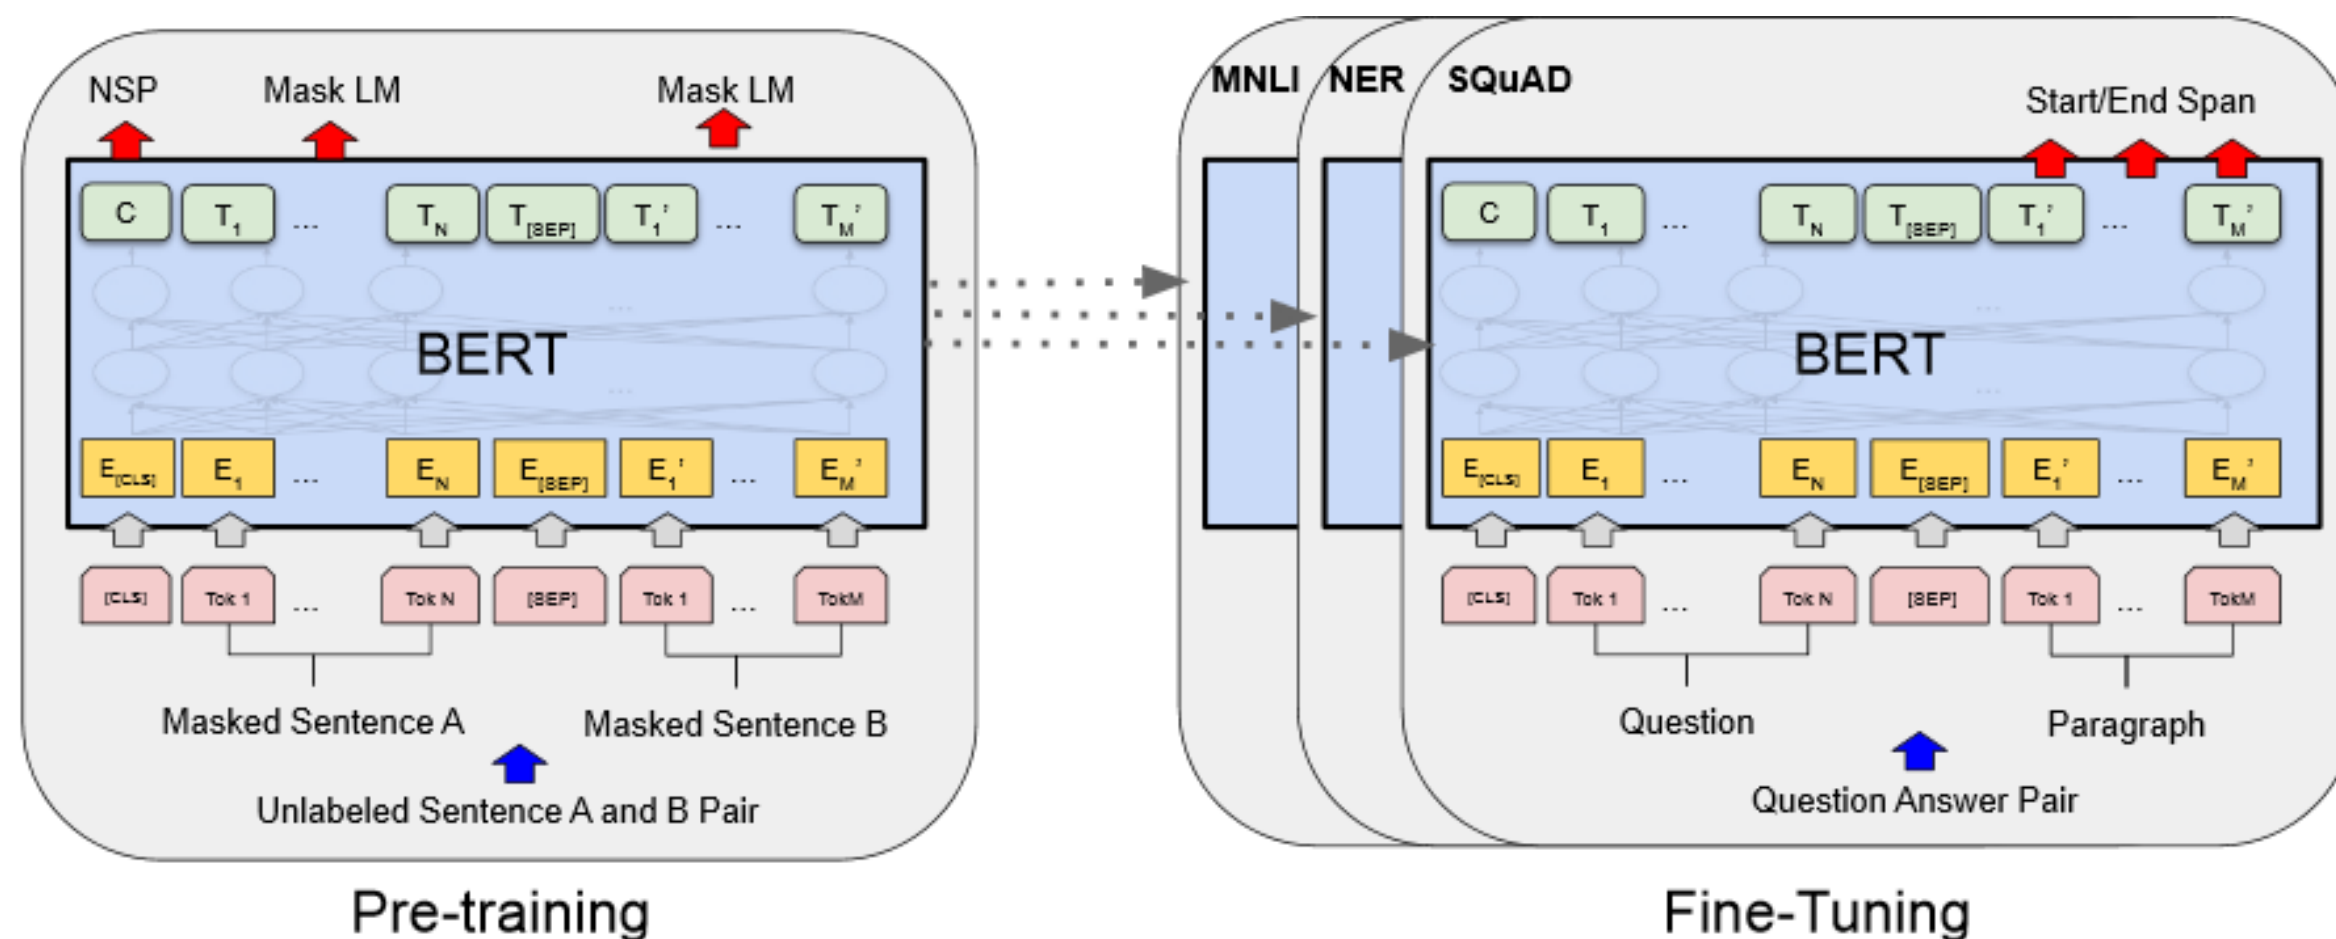 NSP Mask LM Mask LM
C T1 ... TN T[SEP] T1’ ... TM’
BERT
E[CLS] E1 ... EN E[SEP] E1’ ... EM’
[CLS] Tok 1 ... Tok N [SEP] Tok 1 ... TokM
Masked Sentence A Masked Sentence B
Unlabeled Sentence A and B Pair
Pre-training
MNLI NER SQuAD
Start/End Span
C T1 ... TN T[SEP] T1’ ... TM’
BERT
E[CLS] E1 ... EN E[SEP] E1’ ... EM’
[CLS] Tok 1 ... Tok N [SEP] Tok 1 ... TokM
Question Paragraph
Question Answer Pair
Fine-Tuning